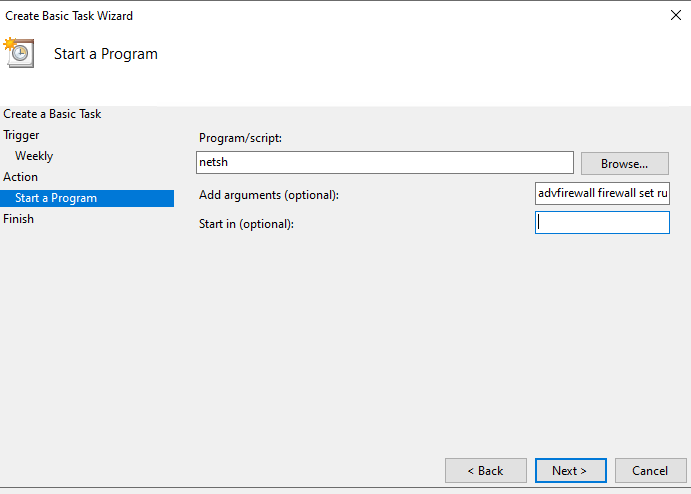 Create Basic Task Wizard
Start a Program
Create a Basic Task
Trigger
Weekly
Action
Start a Program
Finish
Program/script:
netsh
Browse...
Add arguments (optional):
advfirewall firewall set ru
Start in (optional):
< Back
Next >
Cancel